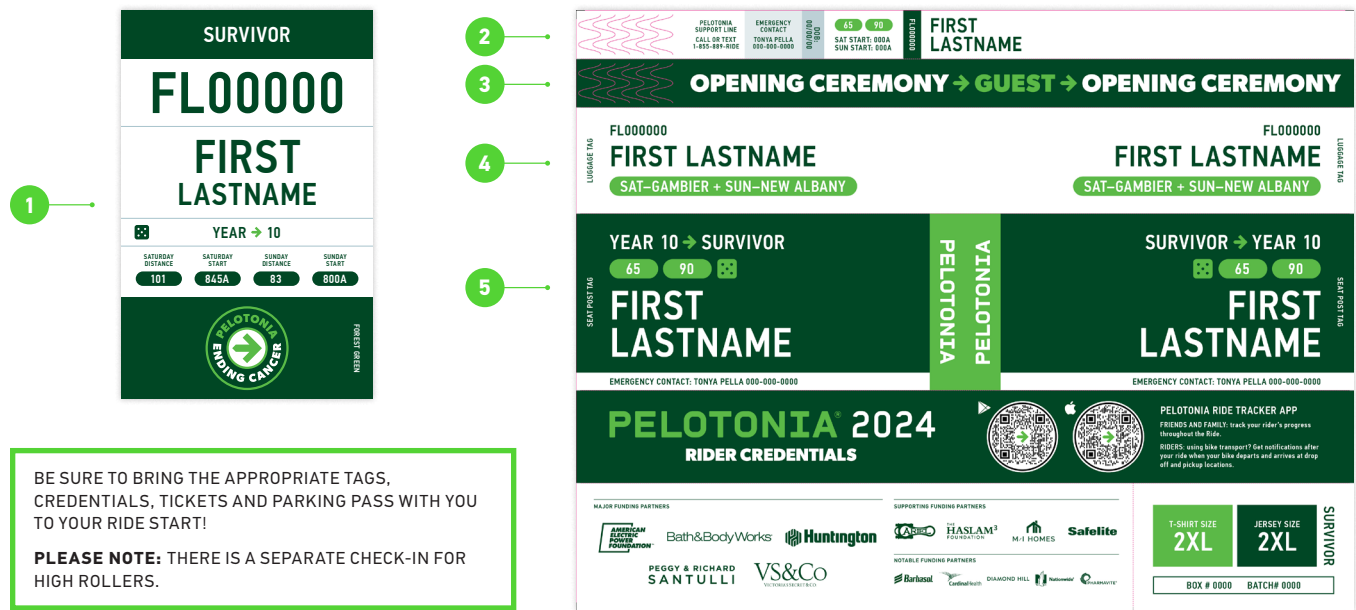 SURVIVOR
FL00000
FIRST
LASTNAME
YEAR → 10
SATURDAY DISTANCE
101
SATURDAY START
845A
SUNDAY DISTANCE
83
SUNDAY START
800A
PELOTONIA
ENDING CANCER
FOREST GREEN
1
BE SURE TO BRING THE APPROPRIATE TAGS,
CREDENTIALS, TICKETS AND PARKING PASS WITH YOU
TO YOUR RIDE START!
PLEASE NOTE: THERE IS A SEPARATE CHECK-IN FOR
HIGH ROLLERS.
2
PELOTONIA
SUPPORT LINE
CALL OR TEXT
1-855-889-RIDE
EMERGENCY
CONTACT
TONYA PELLA
000-000-0000
DOB:
00/00/00
65 90
SAT START: 000A
SUN START: 000A
FL000000
FIRST
LASTNAME
3
OPENING CEREMONY → GUEST → OPENING CEREMONY
4
LUGGAGE TAG
FL000000
FIRST LASTNAME
SAT–GAMBIER + SUN–NEW ALBANY
FL000000
FIRST LASTNAME
SAT–GAMBIER + SUN–NEW ALBANY
LUGGAGE TAG
5
SEAT POST TAG
YEAR 10 → SURVIVOR
65 90
FIRST
LASTNAME
EMERGENCY CONTACT: TONYA PELLA 000-000-0000
PELOTONIA
PELOTONIA
SURVIVOR → YEAR 10
65 90
FIRST
LASTNAME
SEAT POST TAG
EMERGENCY CONTACT: TONYA PELLA 000-000-0000
PELOTONIA® 2024
RIDER CREDENTIALS
PELOTONIA RIDE TRACKER APP
FRIENDS AND FAMILY: track your rider's progress
throughout the Ride.
RIDERS: using bike transport? Get notifications after
your ride when your bike departs and arrives at drop
off and pickup locations.
MAJOR FUNDING PARTNERS
AMERICAN
ELECTRIC
POWER
FOUNDATION
Bath&BodyWorks
Huntington
PEGGY & RICHARD
SANTULLI
VS&Co
VICTORIA'S SECRET & CO.
SUPPORTING FUNDING PARTNERS
THE
HASLAM³
FOUNDATION
M/I HOMES
Safelite
NOTABLE FUNDING PARTNERS
Barbasol
CardinalHealth
DIAMOND HILL
Nationwide
PHARMAVITE
T-SHIRT SIZE
2XL
JERSEY SIZE
2XL
SURVIVOR
BOX # 0000 BATCH# 0000